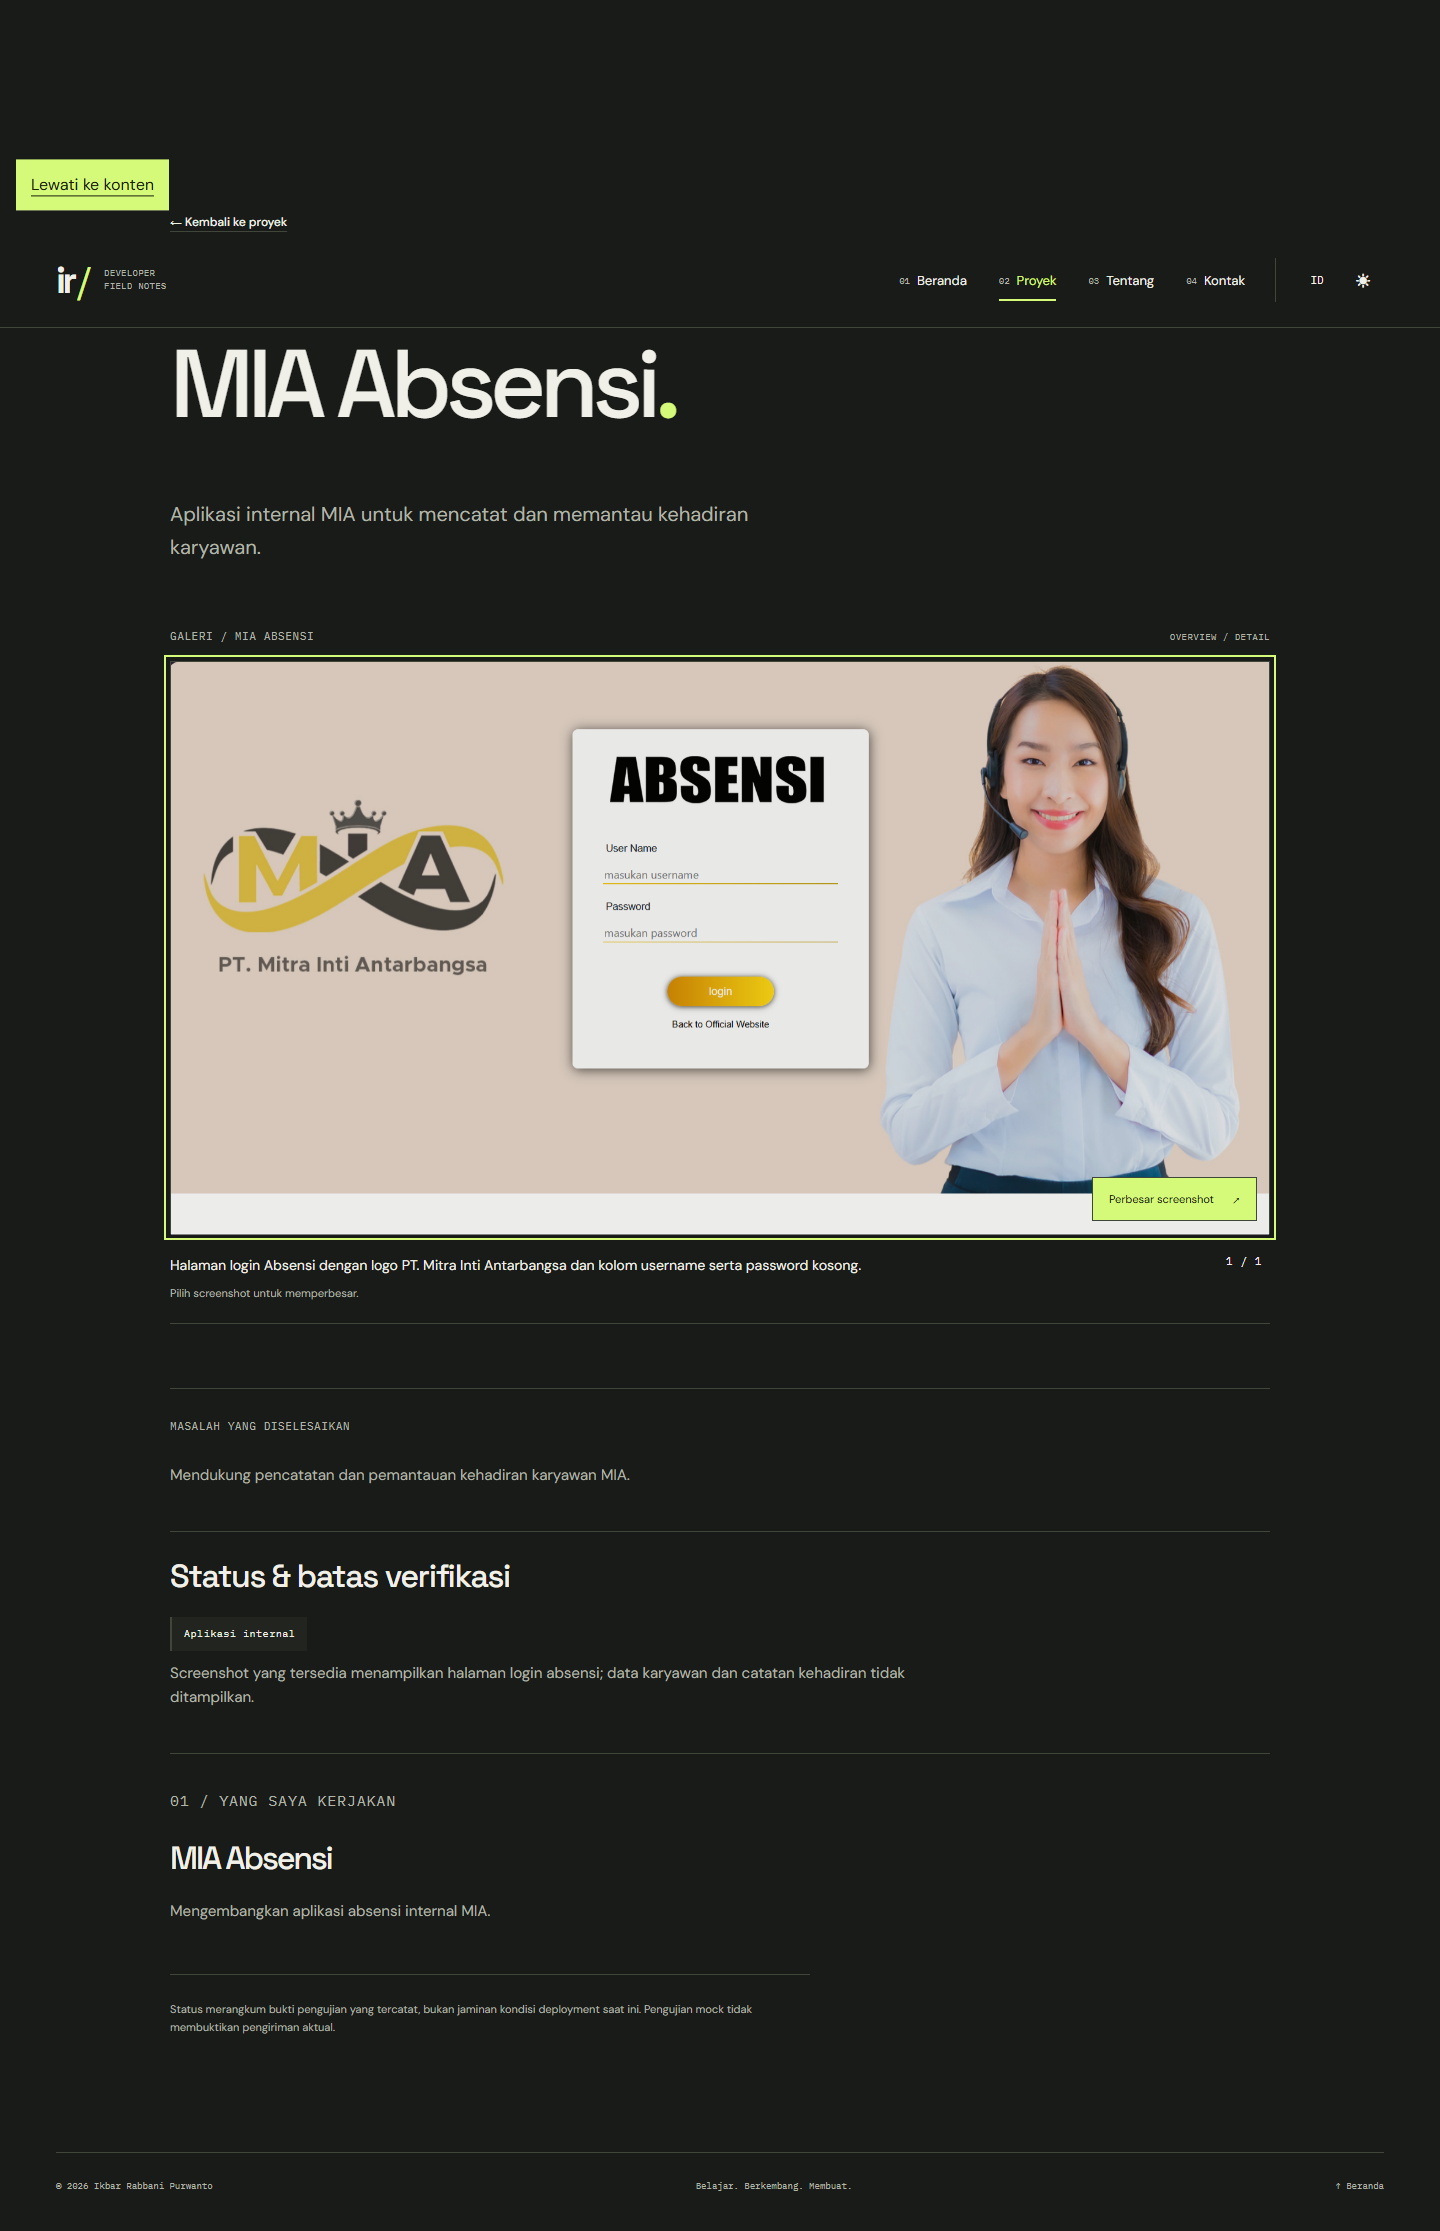 Lewati ke konten
← Kembali ke proyek
ir/
DEVELOPER
FIELD NOTES
01 Beranda
02 Proyek
03 Tentang
04 Kontak
ID
MIA Absensi.
Aplikasi internal MIA untuk mencatat dan memantau kehadiran
karyawan.
GALERI / MIA ABSENSI
OVERVIEW / DETAIL
MIA
PT. Mitra Inti Antarbangsa
ABSENSI
User Name
masukan username
Password
masukan password
login
Back to Official Website
Perbesar screenshot ↗
Halaman login Absensi dengan logo PT. Mitra Inti Antarbangsa dan kolom username serta password kosong.
1 / 1
Pilih screenshot untuk memperbesar.
MASALAH YANG DISELESAIKAN
Mendukung pencatatan dan pemantauan kehadiran karyawan MIA.
Status & batas verifikasi
Aplikasi internal
Screenshot yang tersedia menampilkan halaman login absensi; data karyawan dan catatan kehadiran tidak
ditampilkan.
01 / YANG SAYA KERJAKAN
MIA Absensi
Mengembangkan aplikasi absensi internal MIA.
Status merangkum bukti pengujian yang tercatat, bukan jaminan kondisi deployment saat ini. Pengujian mock tidak
membuktikan pengiriman aktual.
© 2026 Ikbar Rabbani Purwanto
Belajar. Berkembang. Membuat.
↑ Beranda